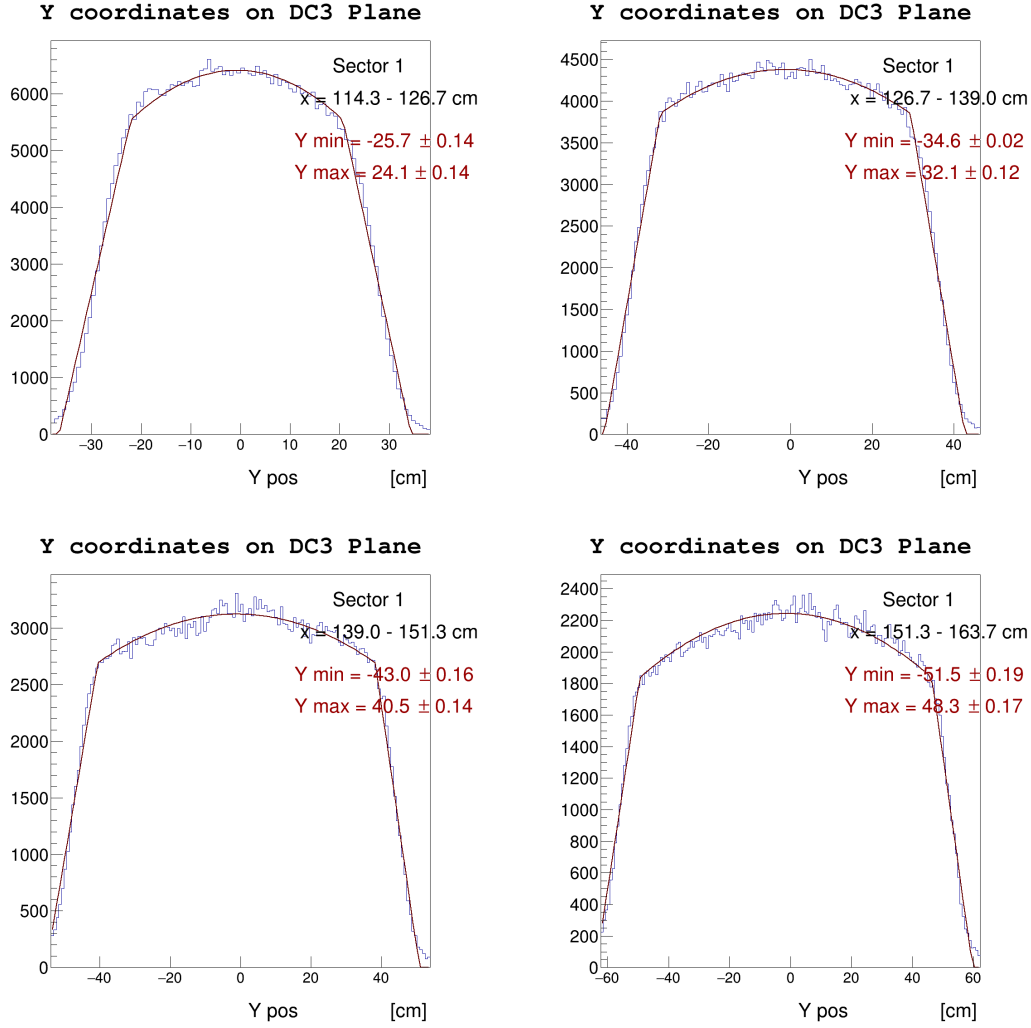 Y coordinates on DC3 Plane
Sector 1
x = 114.3 - 126.7 cm
Y min = -25.7 ± 0.14
Y max = 24.1 ± 0.14
6000
5000
4000
3000
2000
1000
0
−30 −20 −10 0 10 20 30
Y pos [cm]
Y coordinates on DC3 Plane
Sector 1
x = 126.7 - 139.0 cm
Y min = -34.6 ± 0.02
Y max = 32.1 ± 0.12
4500
4000
3500
3000
2500
2000
1500
1000
500
0
−40 −20 0 20 40
Y pos [cm]
Y coordinates on DC3 Plane
Sector 1
x = 139.0 - 151.3 cm
Y min = -43.0 ± 0.16
Y max = 40.5 ± 0.14
3000
2500
2000
1500
1000
500
0
−40 −20 0 20 40
Y pos [cm]
Y coordinates on DC3 Plane
Sector 1
x = 151.3 - 163.7 cm
Y min = -51.5 ± 0.19
Y max = 48.3 ± 0.17
2400
2200
2000
1800
1600
1400
1200
1000
800
600
400
200
0
−60 −40 −20 0 20 40 60
Y pos [cm]